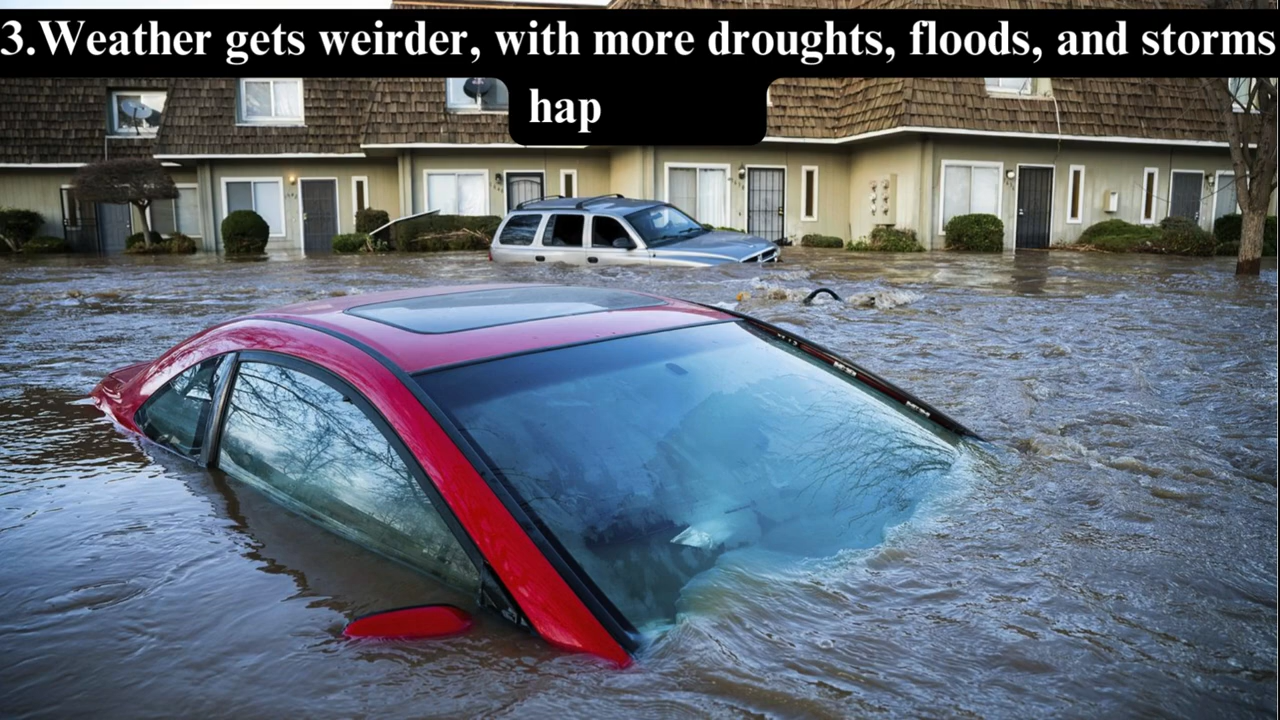 3.Weather gets weirder, with more droughts, floods, and storms
hap